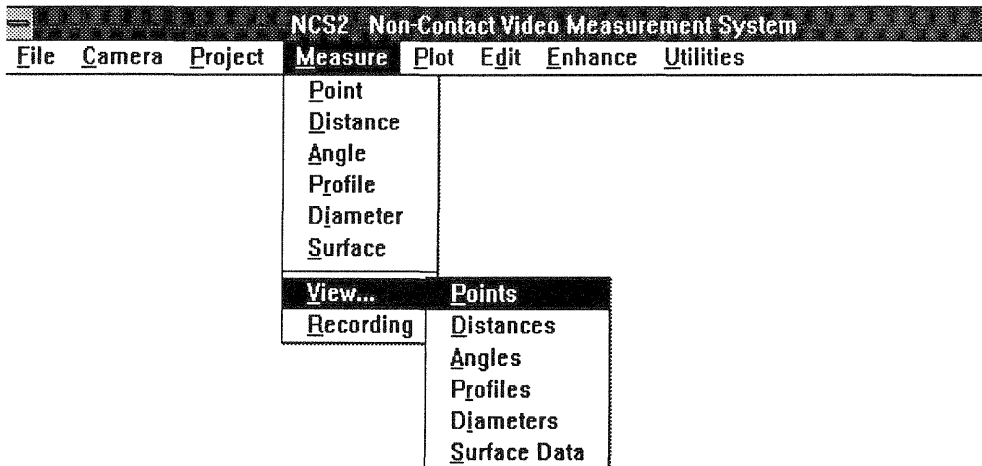 NCS2 Non-Contact Video Measurement System
File Camera Project Measure Plot Edit Enhance Utilities
Point
Distance
Angle
Profile
Diameter
Surface
View...
Recording
Points
Distances
Angles
Profiles
Diameters
Surface Data